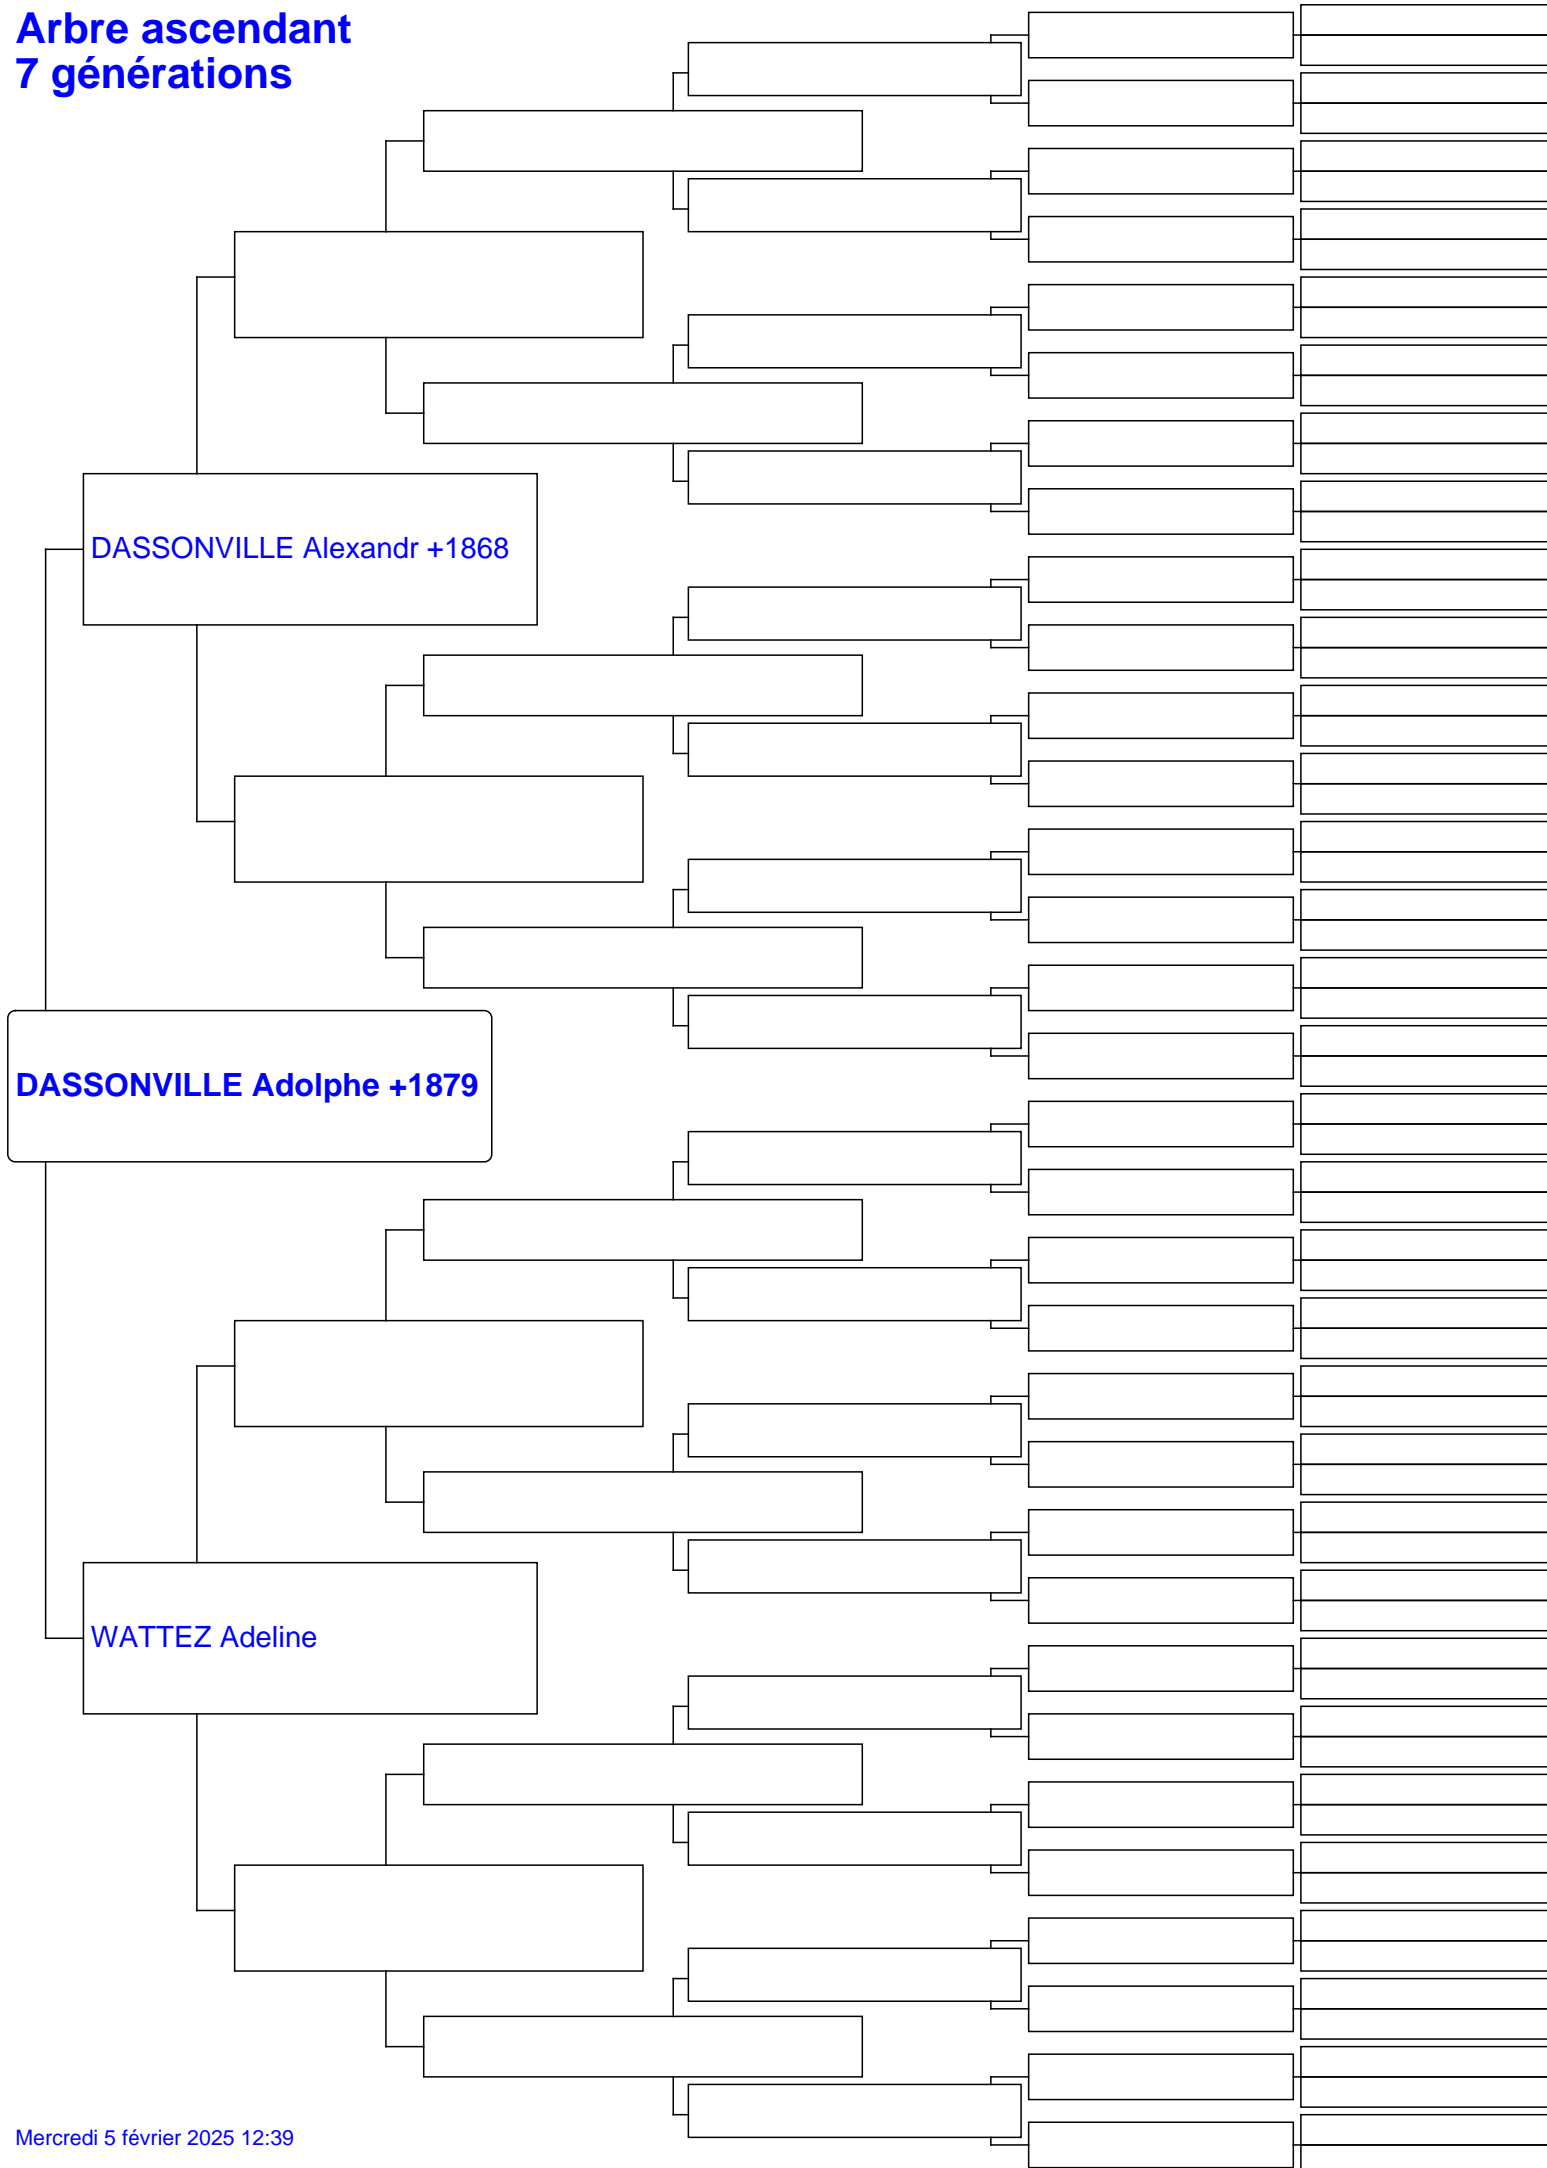 Arbre ascendant
7 générations
DASSONVILLE Alexandr +1868
DASSONVILLE Adolphe +1879
WATTEZ Adeline
Mercredi 5 février 2025 12:39